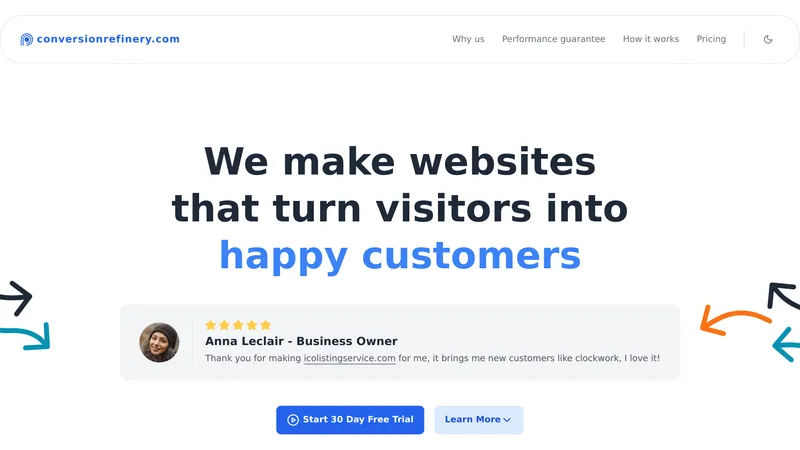 conversionrefinery.com
Why us
Performance guarantee
How it works
Pricing
We make websites
that turn visitors into
happy customers
Anna Leclair - Business Owner
Thank you for making icolistingservice.com for me, it brings me new customers like clockwork, I love it!
Start 30 Day Free Trial
Learn More